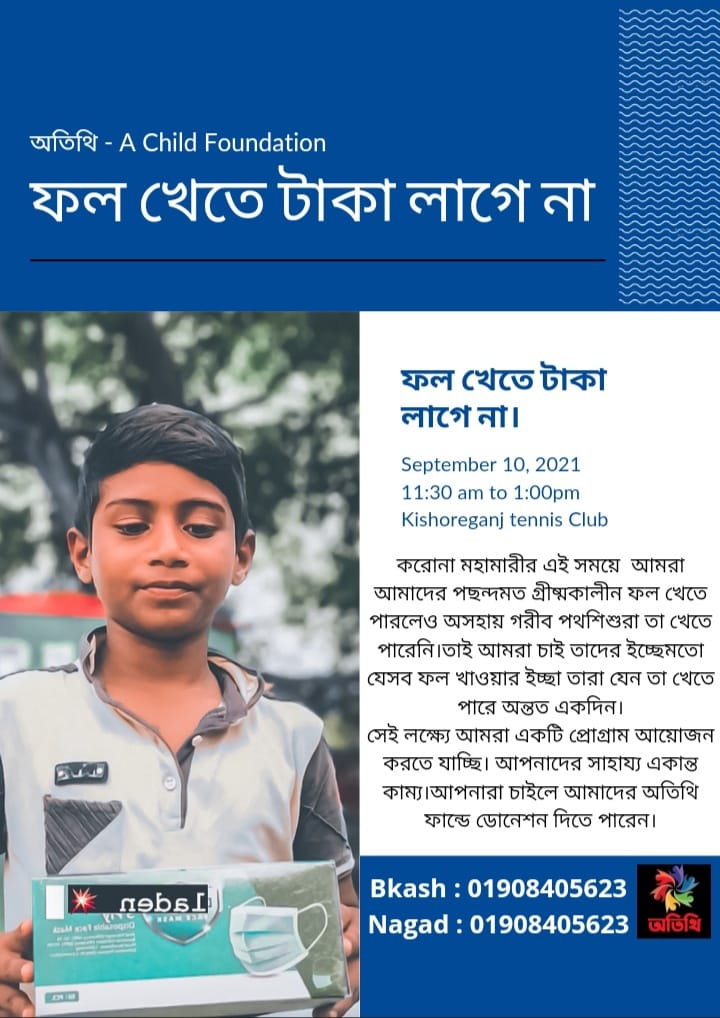 অতিথি - A Child Foundation
ফল খেতে টাকা লাগে না
ফল খেতে টাকা
লাগে না।
September 10, 2021
11:30 am to 1:00pm
Kishoreganj tennis Club
করোনা মহামারীর এই সময়ে আমরা
আমাদের পছন্দমত গ্রীষ্মকালীন ফল খেতে
পারলেও অসহায় গরীব পথশিশুরা তা খেতে
পারেনি।তাই আমরা চাই তাদের ইচ্ছেমতো
যেসব ফল খাওয়ার ইচ্ছা তারা যেন তা খেতে
পারে অন্তত একদিন।
সেই লক্ষ্যে আমরা একটি প্রোগ্রাম আয়োজন
করতে যাচ্ছি। আপনাদের সাহায্য একান্ত
কাম্য।আপনারা চাইলে আমাদের অতিথি
ফান্ডে ডোনেশন দিতে পারেন।
Bkash : 01908405623
Nagad : 01908405623
অতিথি
Disposable Face Mask